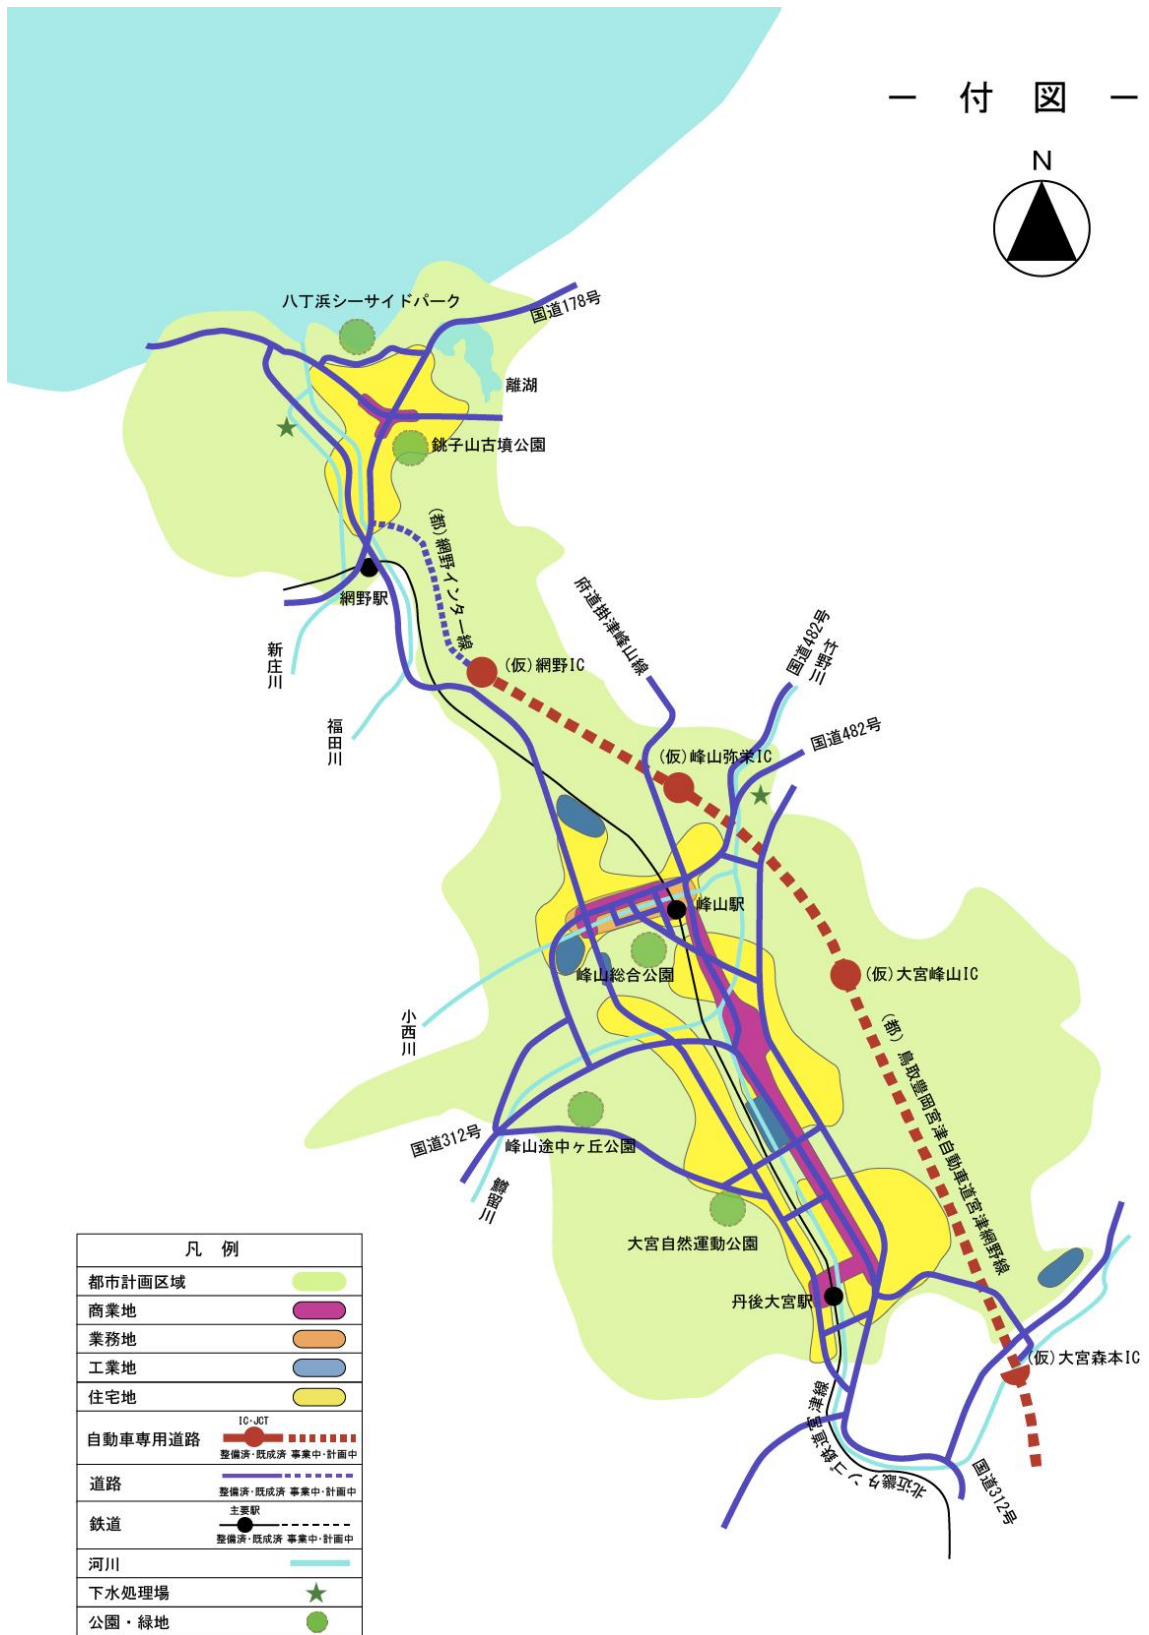 － 付 図 －
N
国道178号
八丁浜シーサイドパーク
離湖
銚子山古墳公園
(都)網野インター線
網野駅
府道掛津峰山線
国道482号
竹野川
新庄川
(仮)網野IC
福田川
国道482号
(仮)峰山弥栄IC
峰山駅
峰山総合公園
(仮)大宮峰山IC
小西川
(都)鳥取豊岡宮津自動車道宮津網野線
国道312号
峰山途中ヶ丘公園
鱒留川
大宮自然運動公園
丹後大宮駅
(仮)大宮森本IC
北近畿タンゴ鉄道宮津線
国道312号
凡 例
都市計画区域
商業地
業務地
工業地
住宅地
自動車専用道路
IC・JCT
整備済・既成済 事業中・計画中
道路
整備済・既成済 事業中・計画中
鉄道
主要駅
整備済・既成済 事業中・計画中
河川
下水処理場
公園・緑地